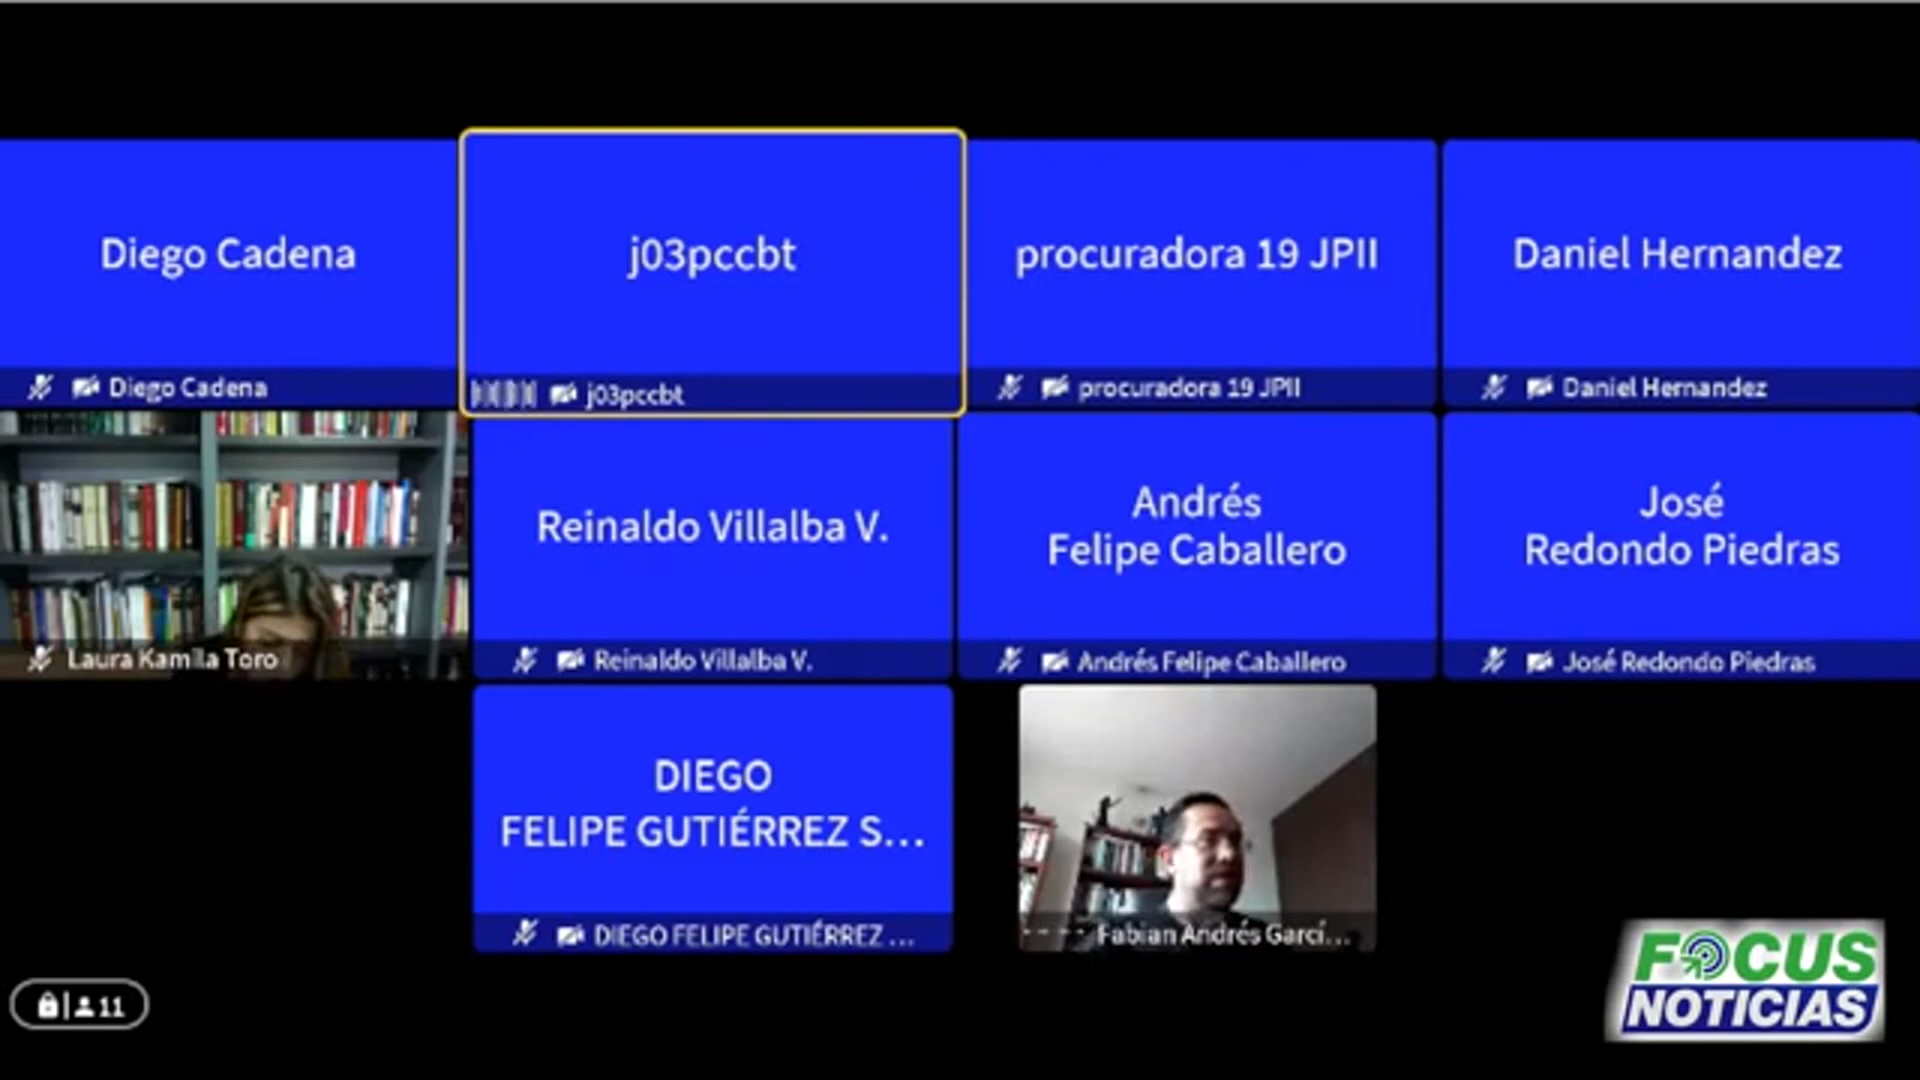 Diego Cadena
j03pccbt
procuradora 19 JPII
Daniel Hernandez
Diego Cadena
j03pccbt
procuradora 19 JPII
Daniel Hernandez
Reinaldo Villalba V.
Andrés
Felipe Caballero
José
Redondo Piedras
Laura Kamila Toro
Reinaldo Villalba V.
Andrés Felipe Caballero
José Redondo Piedras
DIEGO
FELIPE GUTIÉRREZ S...
DIEGO FELIPE GUTIÉRREZ ...
Fabian Andrés Garcí...
11
FOCUS
NOTICIAS